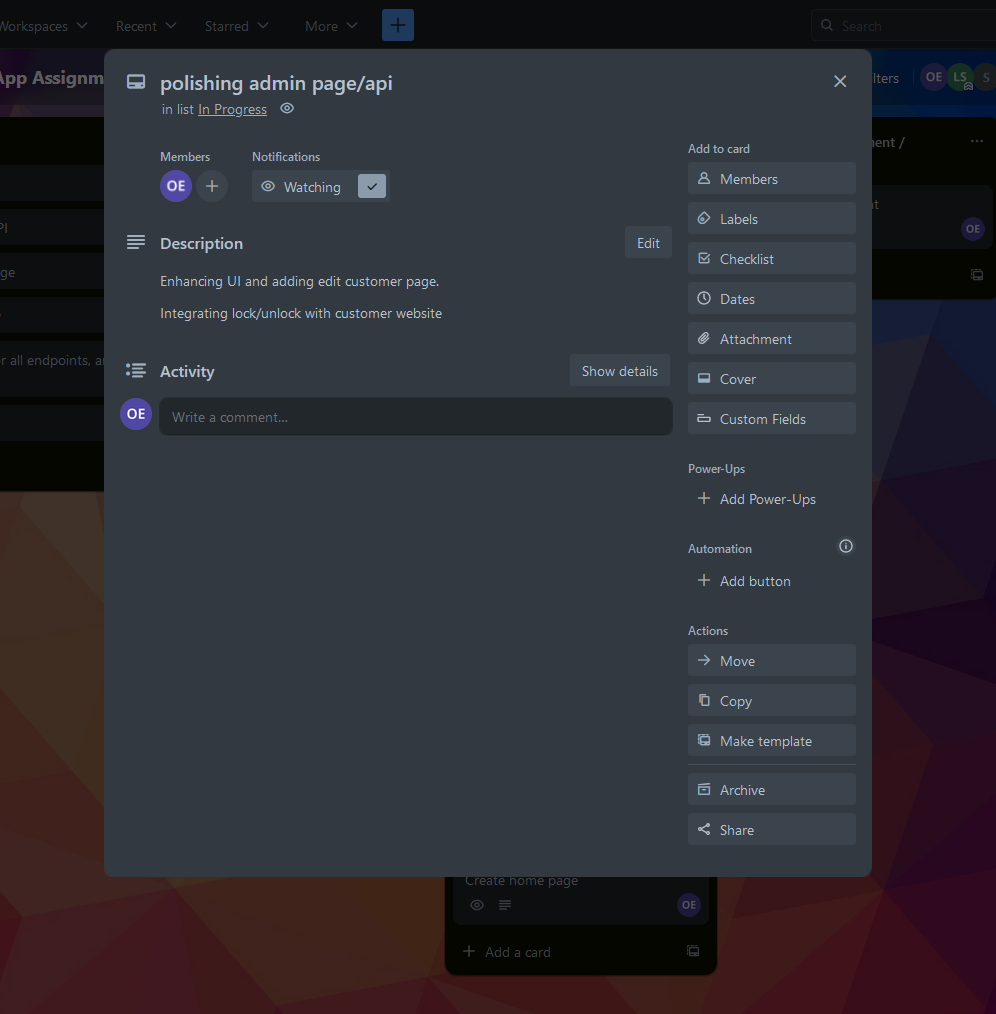 Workspaces
Recent
Starred
More
Search
App Assignm
lters
OE
LS
S
polishing admin page/api
in list In Progress
Members
Notifications
OE
Watching
Description
Edit
Enhancing UI and adding edit customer page.
Integrating lock/unlock with customer website
Activity
Show details
OE
Write a comment...
Add to card
Members
Labels
Checklist
Dates
Attachment
Cover
Custom Fields
Power-Ups
Add Power-Ups
Automation
Add button
Actions
Move
Copy
Make template
Archive
Share
PI
ge
r all endpoints, a
ent /
t
OE
Create home page
OE
Add a card